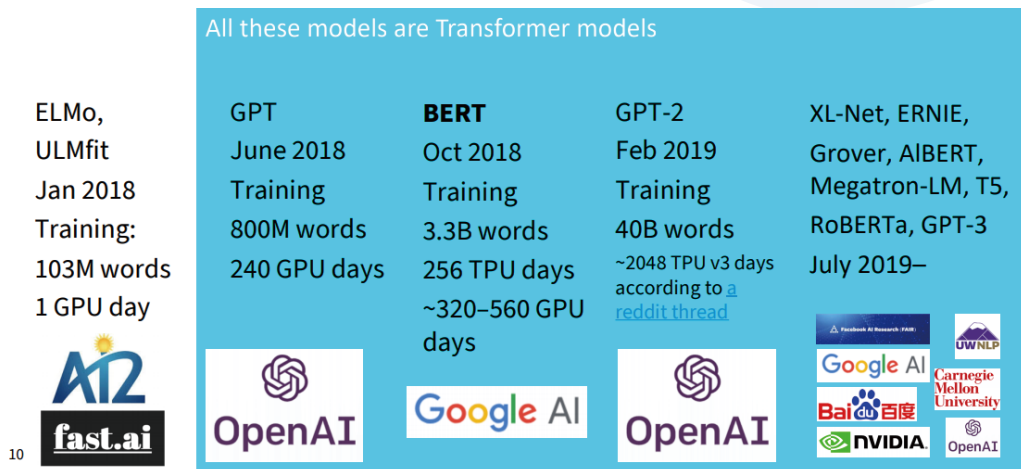 All these models are Transformer models
ELMo,
ULMfit
Jan 2018
Training:
103M words
1 GPU day
AI2
fast.ai
GPT
June 2018
Training
800M words
240 GPU days
OpenAI
BERT
Oct 2018
Training
3.3B words
256 TPU days
~320–560 GPU
days
Google AI
GPT-2
Feb 2019
Training
40B words
~2048 TPU v3 days
according to a
reddit thread
OpenAI
XL-Net, ERNIE,
Grover, AlBERT,
Megatron-LM, T5,
RoBERTa, GPT-3
July 2019–
Facebook AI Research (FAIR)
UWNLP
Google AI
Carnegie
Mellon
University
Bai du 百度
NVIDIA.
OpenAI
10